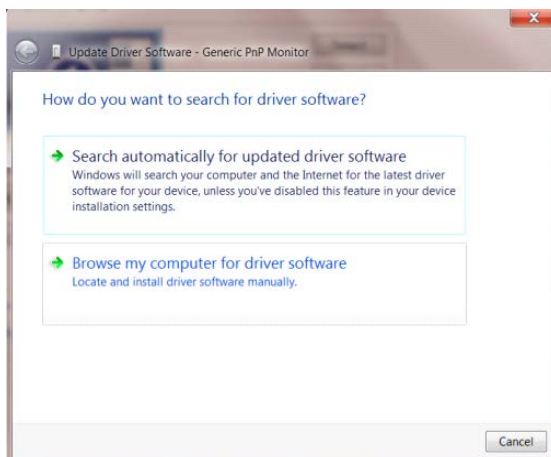 Update Driver Software - Generic PnP Monitor
How do you want to search for driver software?
Search automatically for updated driver software
Windows will search your computer and the Internet for the latest driver
software for your device, unless you've disabled this feature in your device
installation settings.
Browse my computer for driver software
Locate and install driver software manually.
Cancel